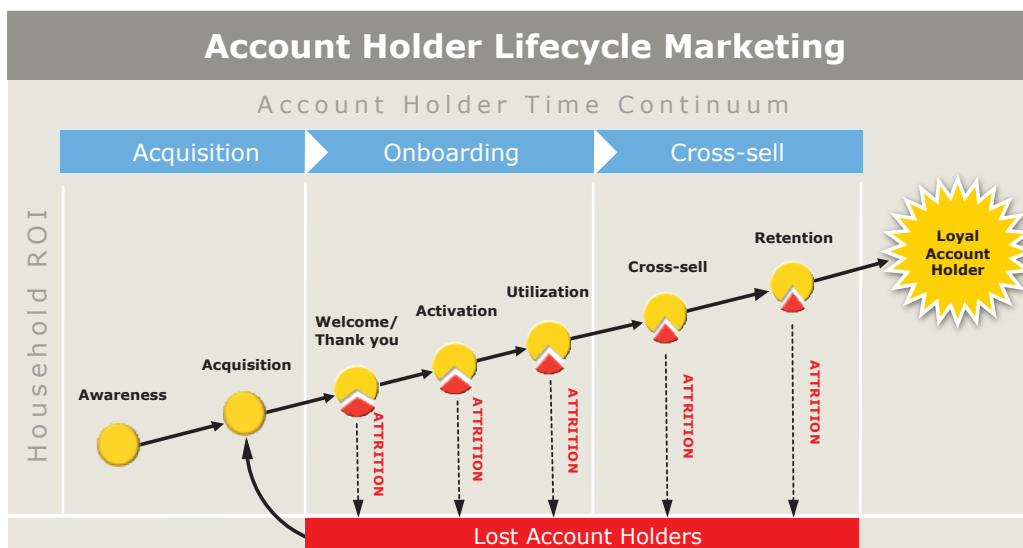 Account Holder Lifecycle Marketing
Account Holder Time Continuum
Acquisition
Onboarding
Cross-sell
Household ROI
Awareness
Acquisition
Welcome/
Thank you
Activation
Utilization
Cross-sell
Retention
Loyal
Account
Holder
ATTRITION
ATTRITION
ATTRITION
ATTRITION
ATTRITION
Lost Account Holders